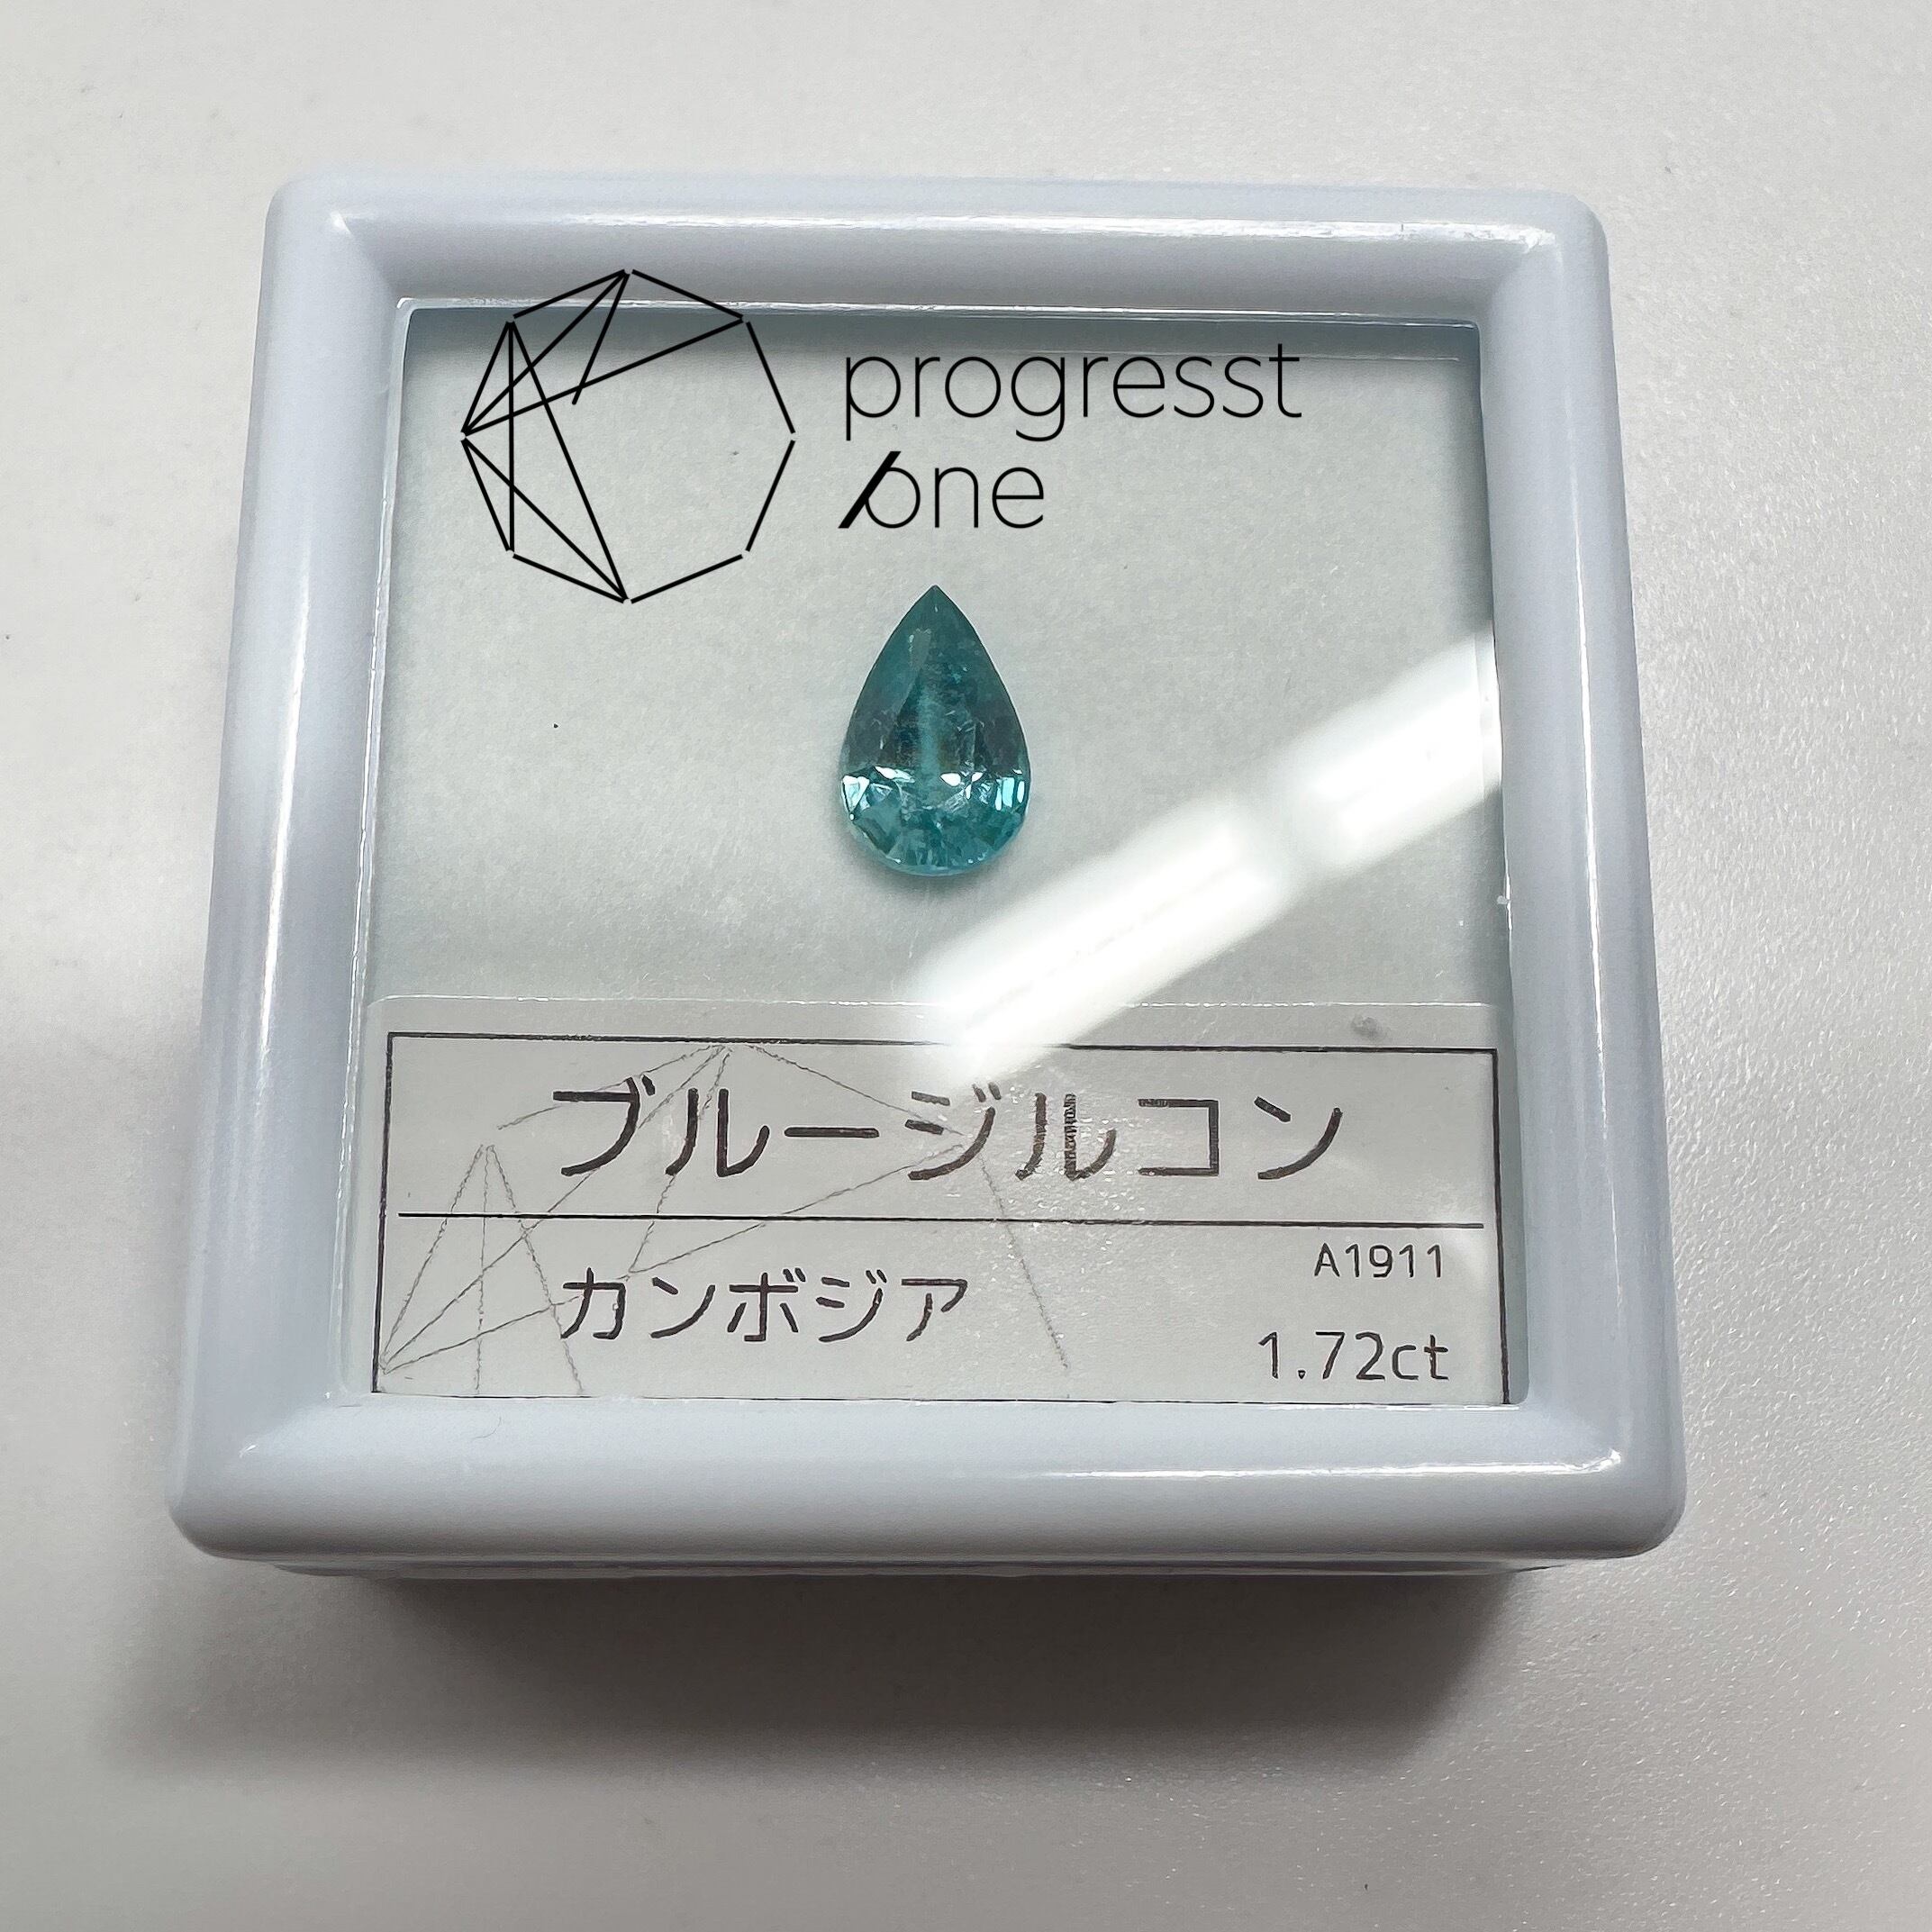 progresst
one
ブルージルコン
カンボジア
A1911
1.72ct